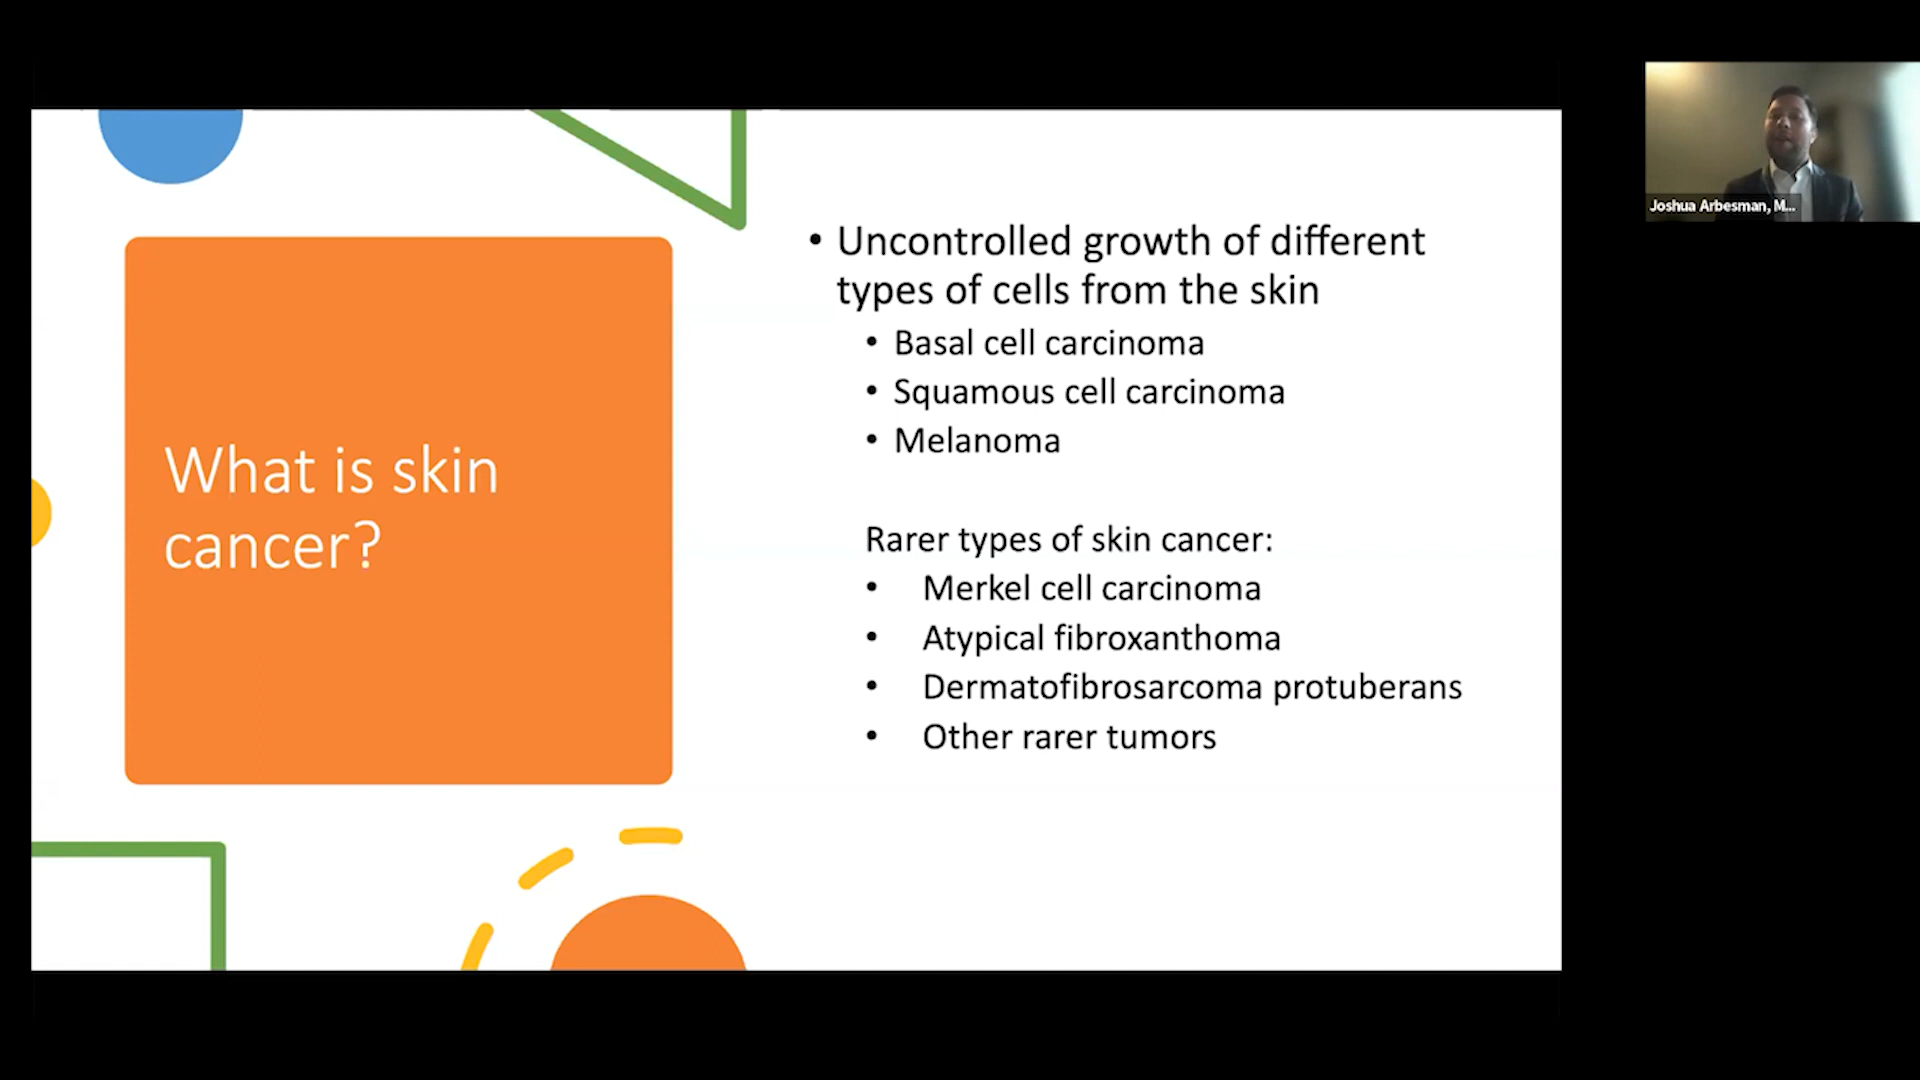 What is skin
cancer?
• Uncontrolled growth of different
types of cells from the skin
• Basal cell carcinoma
• Squamous cell carcinoma
• Melanoma
Rarer types of skin cancer:
• Merkel cell carcinoma
• Atypical fibroxanthoma
• Dermatofibrosarcoma protuberans
• Other rarer tumors
Joshua Arbesman, M...